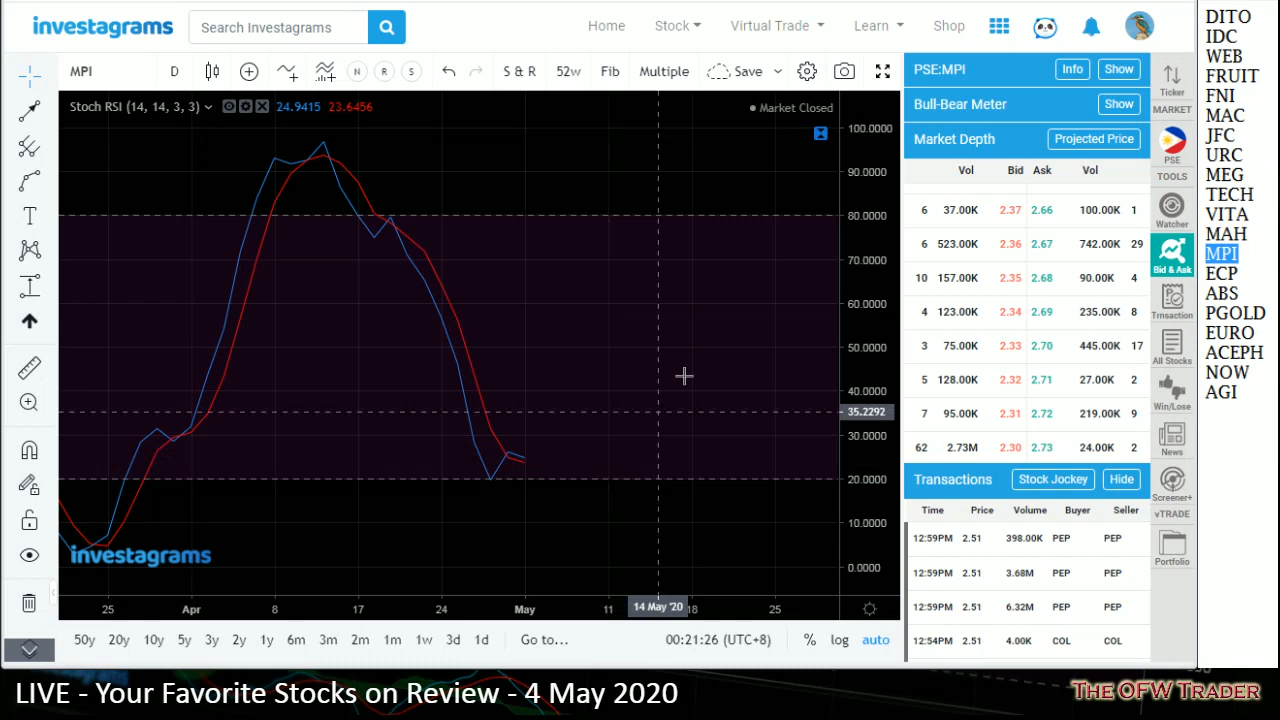 investagrams
Search Investagrams
Home
Stock
Virtual Trade
Learn
Shop
MPI
D
N
R
S
S & R
52w
Fib
Multiple
Save
Stoch RSI (14, 14, 3, 3)
24.9415
23.6456
Market Closed
100.0000
90.0000
80.0000
70.0000
60.0000
50.0000
40.0000
35.2292
30.0000
20.0000
10.0000
0.0000
investagrams
25
Apr
8
17
24
May
11
14 May '20
18
25
50y 20y 10y 5y 3y 2y 1y 6m 3m 2m 1m 1w 3d 1d Go to...
00:21:26 (UTC+8)
% log auto
PSE:MPI Info Show
Bull-Bear Meter Show
Market Depth Projected Price
Vol Bid Ask Vol
6 37.00K 2.37 2.66 100.00K 1
6 523.00K 2.36 2.67 742.00K 29
10 157.00K 2.35 2.68 90.00K 4
4 123.00K 2.34 2.69 235.00K 8
3 75.00K 2.33 2.70 445.00K 17
5 128.00K 2.32 2.71 27.00K 2
7 95.00K 2.31 2.72 219.00K 9
62 2.73M 2.30 2.73 24.00K 2
Transactions Stock Jockey Hide
Time Price Volume Buyer Seller
12:59PM 2.51 398.00K PEP PEP
12:59PM 2.51 3.68M PEP PEP
12:59PM 2.51 6.32M PEP PEP
12:54PM 2.51 4.00K COL COL
Ticker
MARKET
PSE
TOOLS
Watcher
Bid & Ask
Trnsaction
All Stocks
Win/Lose
News
Screener+
vTRADE
Portfolio
DITO
IDC
WEB
FRUIT
FNI
MAC
JFC
URC
MEG
TECH
VITA
MAH
MPI
ECP
ABS
PGOLD
EURO
ACEPH
NOW
AGI
LIVE - Your Favorite Stocks on Review - 4 May 2020
The OFW Trader